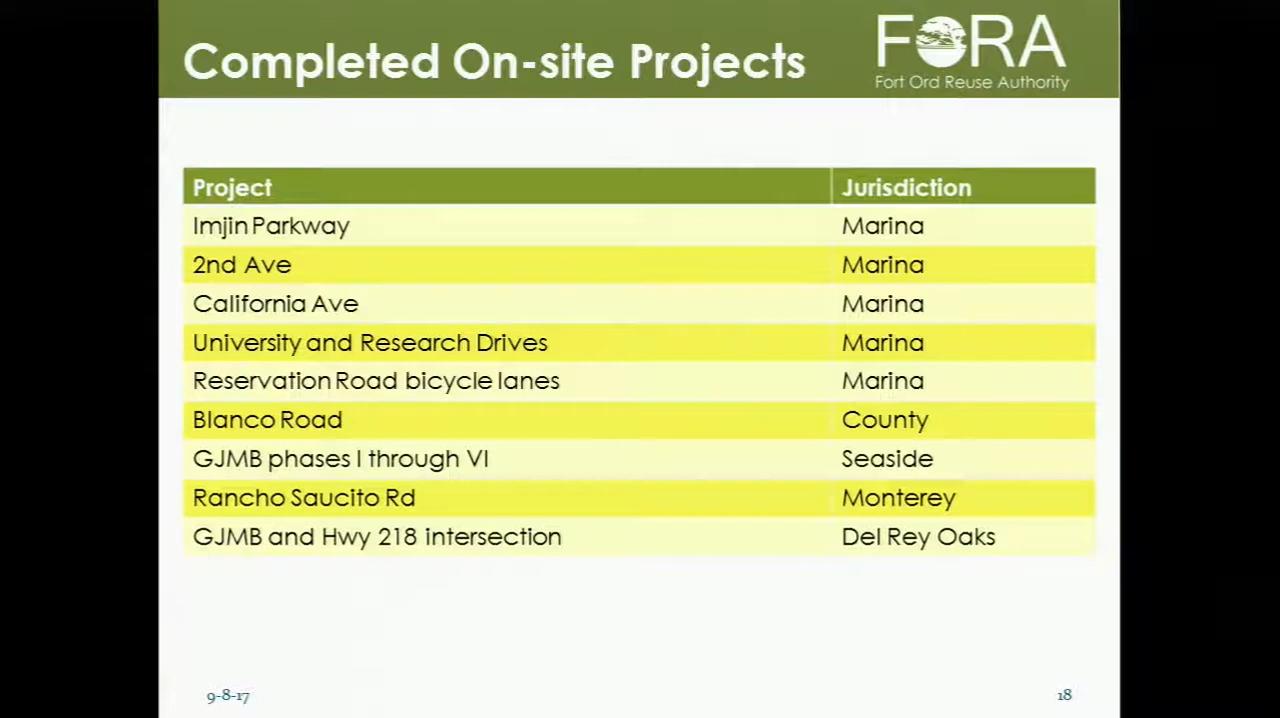 Completed On-site Projects
FORA
Fort Ord Reuse Authority
Project Jurisdiction
Imjin Parkway Marina
2nd Ave Marina
California Ave Marina
University and Research Drives Marina
Reservation Road bicycle lanes Marina
Blanco Road County
GJMB phases I through VI Seaside
Rancho Saucito Rd Monterey
GJMB and Hwy 218 intersection Del Rey Oaks
9-8-17 18